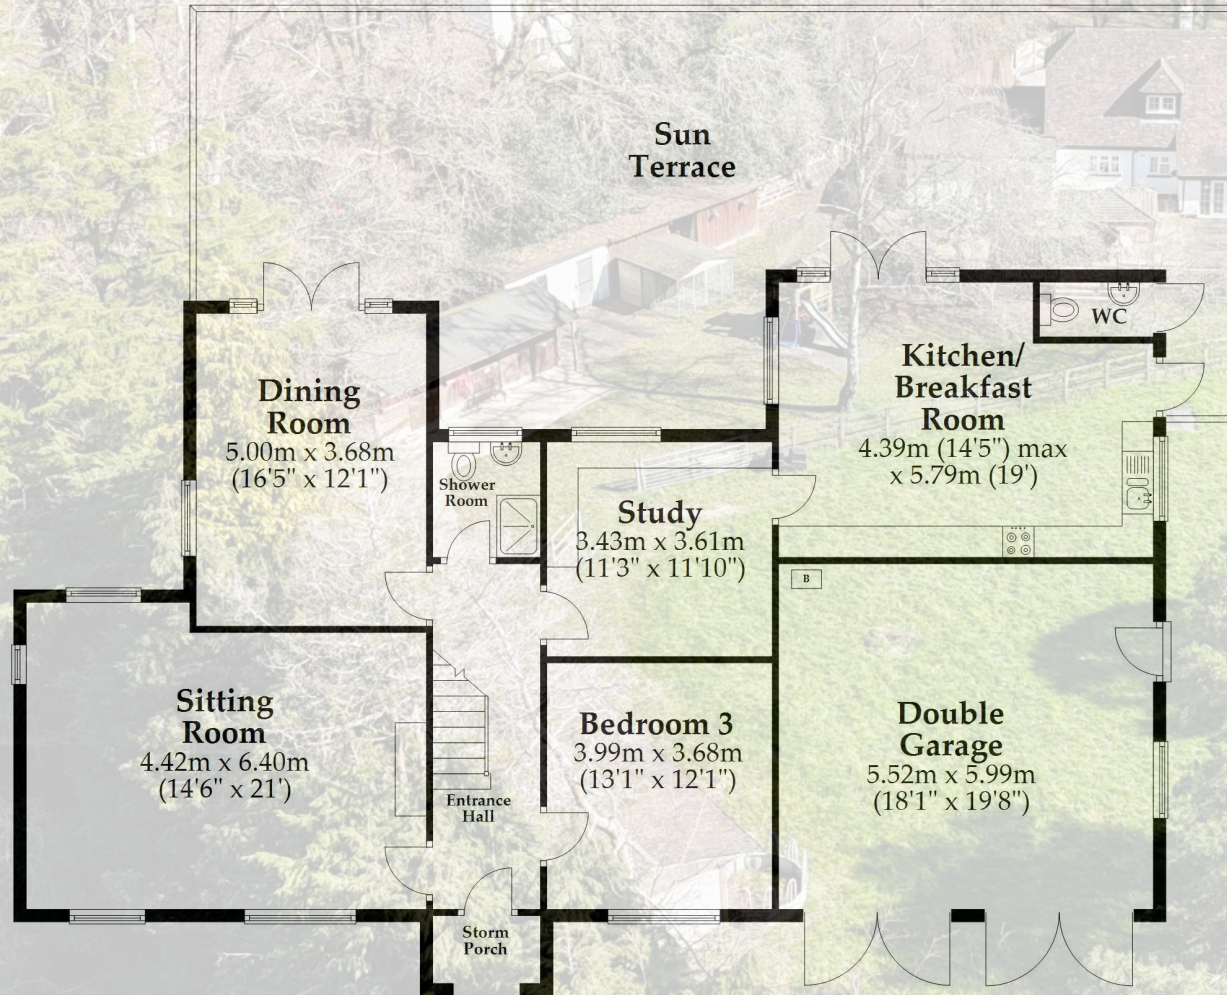 Sun
Terrace
WC
Kitchen/
Breakfast
Room
4.39m (14'5") max
x 5.79m (19')
Dining
Room
5.00m x 3.68m
(16'5" x 12'1")
Shower
Room
Study
3.43m x 3.61m
(11'3" x 11'10")
B
Sitting
Room
4.42m x 6.40m
(14'6" x 21')
Bedroom 3
3.99m x 3.68m
(13'1" x 12'1")
Double
Garage
5.52m x 5.99m
(18'1" x 19'8")
Entrance
Hall
Storm
Porch